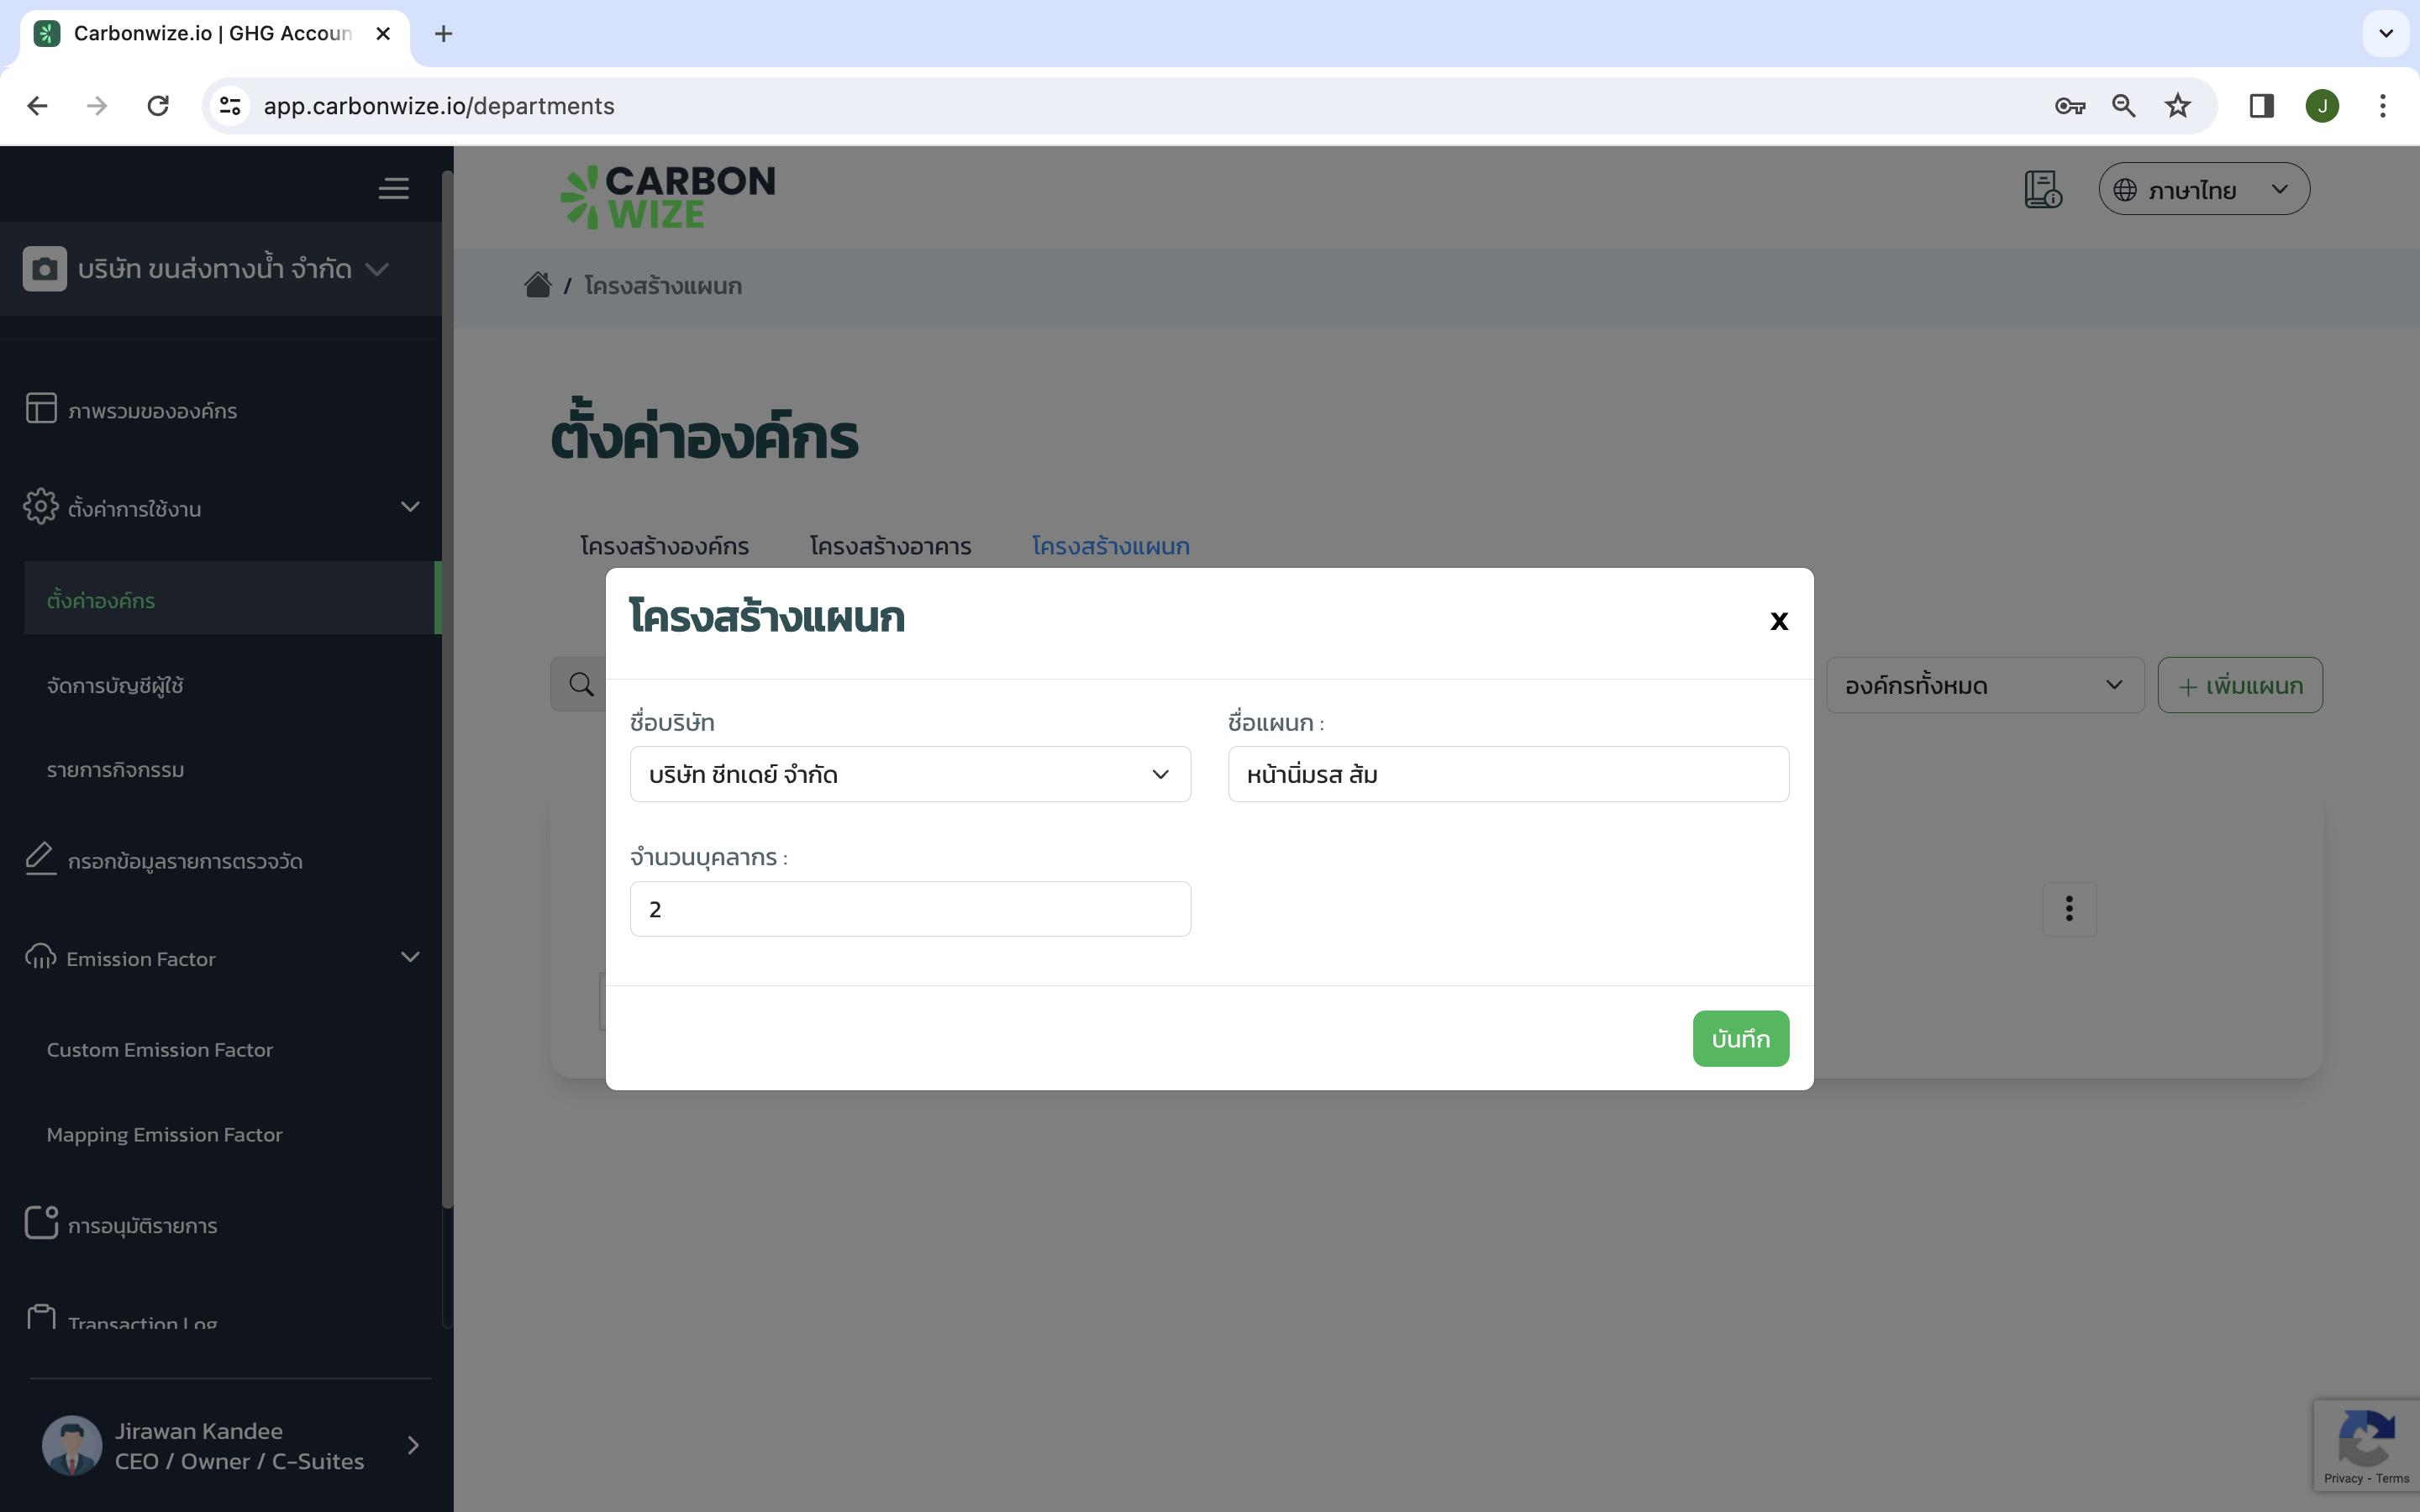 Carbonwize.io | GHG Accoun
app.carbonwize.io/departments
J
CARBON
WIZE
ภาษาไทย
บริษัท ขนส่งทางน้ำ จำกัด
/ โครงสร้างแผนก
ภาพรวมขององค์กร
ตั้งค่าการใช้งาน
ตั้งค่าองค์กร
จัดการบัญชีผู้ใช้
รายการกิจกรรม
กรอกข้อมูลรายการตรวจวัด
Emission Factor
Custom Emission Factor
Mapping Emission Factor
การอนุมัติรายการ
Transaction Log
Jirawan Kandee
CEO / Owner / C-Suites
ตั้งค่าองค์กร
โครงสร้างองค์กร โครงสร้างอาคาร โครงสร้างแผนก
องค์กรทั้งหมด + เพิ่มแผนก
โครงสร้างแผนก x
ชื่อบริษัท ชื่อแผนก :
บริษัท ซีทเดย์ จำกัด หน้านิ่มรส ส้ม
จำนวนบุคลากร :
2
บันทึก
Privacy - Terms